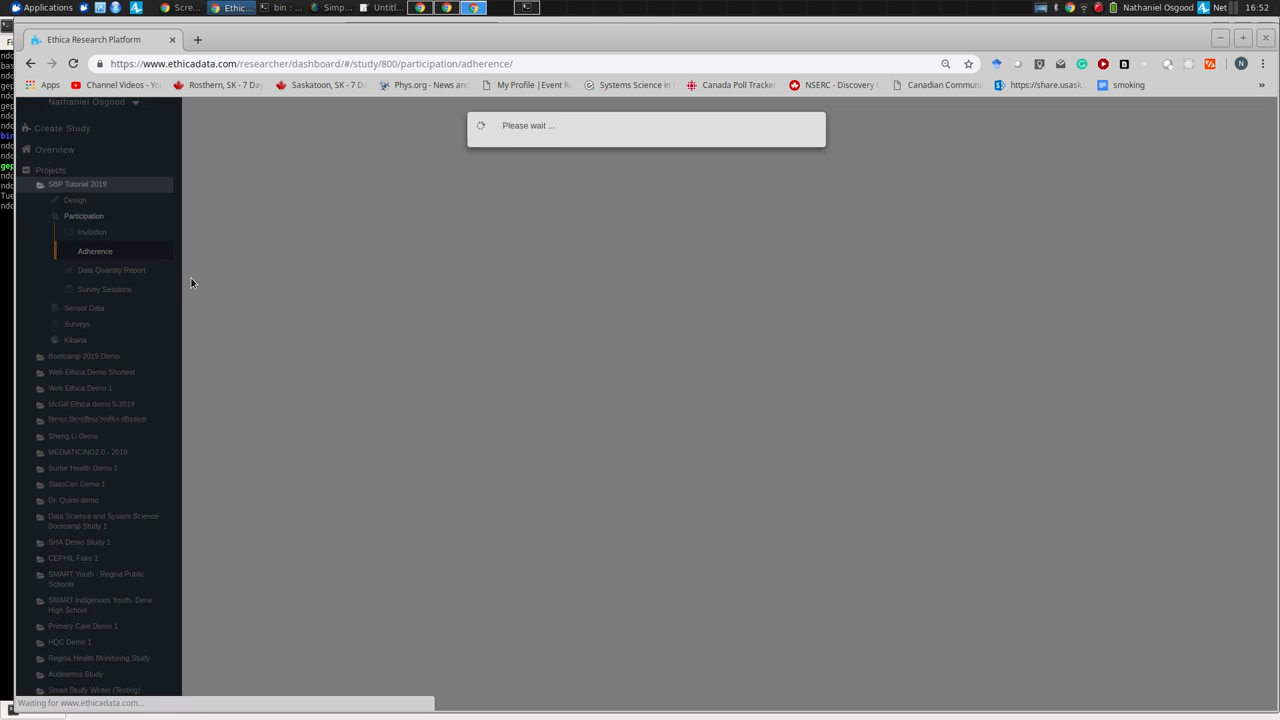 Applications
Scre...
Ethic...
bin : ...
Simp...
Untitl...
Nathaniel Osgood
Net
16:52
Ethica Research Platform
https://www.ethicadata.com/researcher/dashboard/#/study/800/participation/adherence/
N
Apps
Channel Videos - Yo
Rosthern, SK - 7 Day
Saskatoon, SK - 7 D
Phys.org - News and
My Profile | Event R
Systems Science in
Canada Poll Tracker
NSERC - Discovery G
Canadian Commun
https://share.usask.
smoking
»
Nathaniel Osgood
Create Study
Overview
Projects
SBP Tutorial 2019
Design
Participation
Invitation
Adherence
Data Quantity Report
Survey Sessions
Sensor Data
Surveys
Kibana
Bootcamp 2019 Demo
Web Ethica Demo Shortest
Web Ethica Demo 1
McGill Ethica demo 5-2019
Sheng Li Demo
MEDIATICINO2.0 - 2019
Surfer Health Demo 1
StatsCan Demo 1
Dr. Quinn demo
Data Science and System Science
Bootcamp Study 1
SHA Demo Study 1
CEPHIL Fake 1
SMART Youth - Regina Public
Schools
SMART Indigenous Youth- Dene
High School
Primary Care Demo 1
HQC Demo 1
Regina Health Monitoring Study
Audeamus Study
Smart Study Winter (Testing)
Please wait ...
Waiting for www.ethicadata.com...